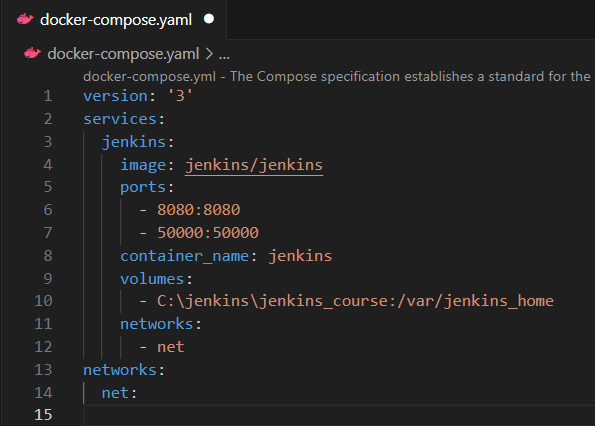 docker-compose.yaml
docker-compose.yaml > ...
docker-compose.yml - The Compose specification establishes a standard for the
1 version: '3'
2 services:
3   jenkins:
4     image: jenkins/jenkins
5     ports:
6       - 8080:8080
7       - 50000:50000
8     container_name: jenkins
9     volumes:
10       - C:\jenkins\jenkins_course:/var/jenkins_home
11     networks:
12       - net
13 networks:
14   net:
15